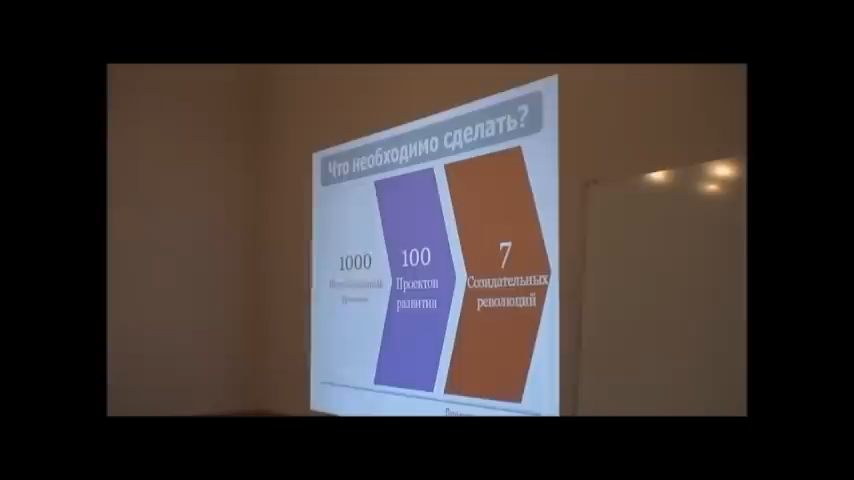 Что необходимо сделать?
1000
100
Проектов
развития
7
Созидательных
революций